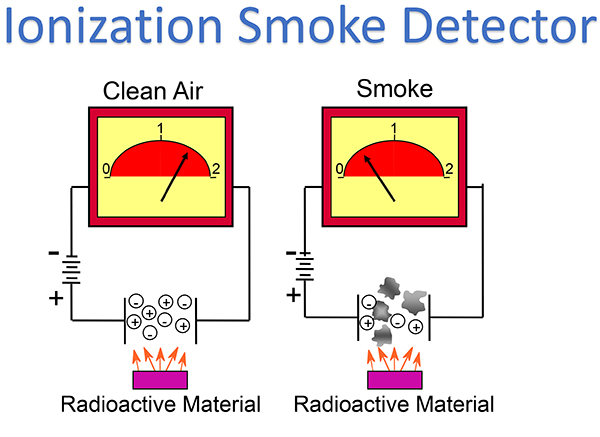 Ionization Smoke Detector
Clean Air
Smoke
0 1 2
0 1 2
-
+
-
+
- + -
+ - + -
-
-
+ - +
Radioactive Material
Radioactive Material